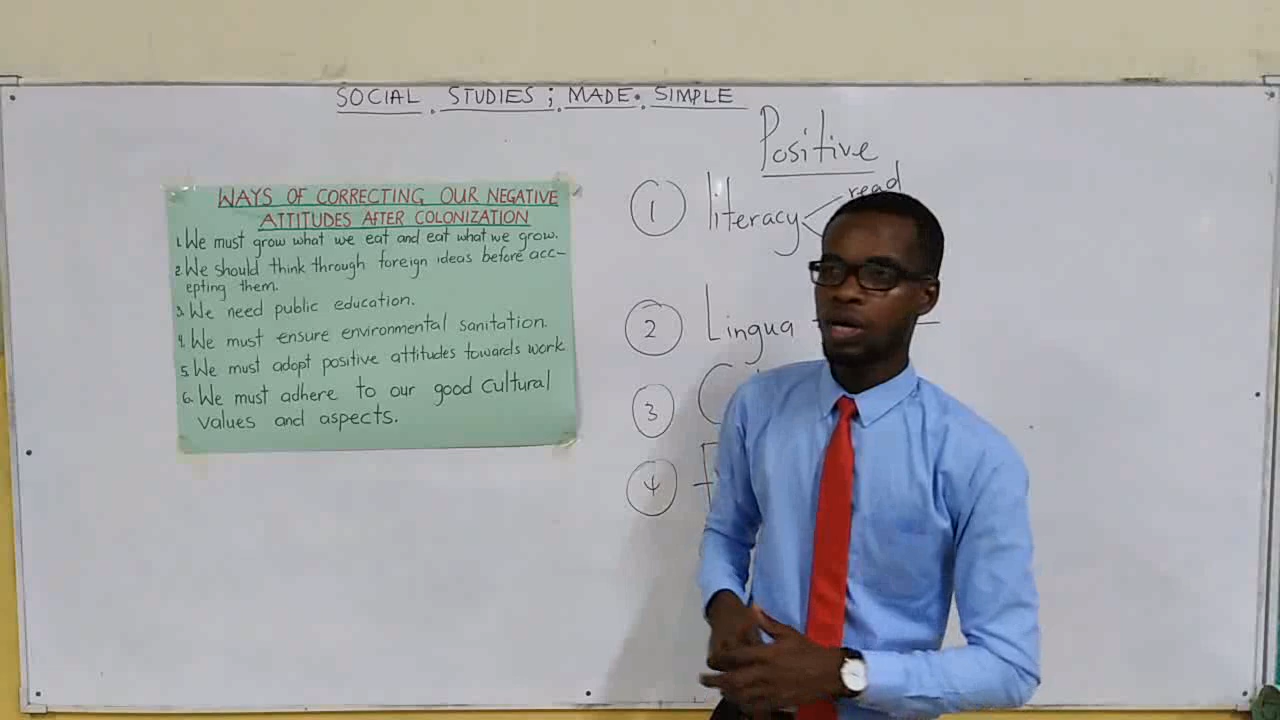 SOCIAL STUDIES ; MADE SIMPLE
WAYS OF CORRECTING OUR NEGATIVE
ATTITUDES AFTER COLONIZATION
1. We must grow what we eat and eat what we grow.
2. We should think through foreign ideas before acc-
epting them.
3. We need public education.
4. We must ensure environmental sanitation.
5. We must adopt positive attitudes towards work
6. We must adhere to our good cultural
values and aspects.
Positive
1 literacy read
2 Lingua
3
4